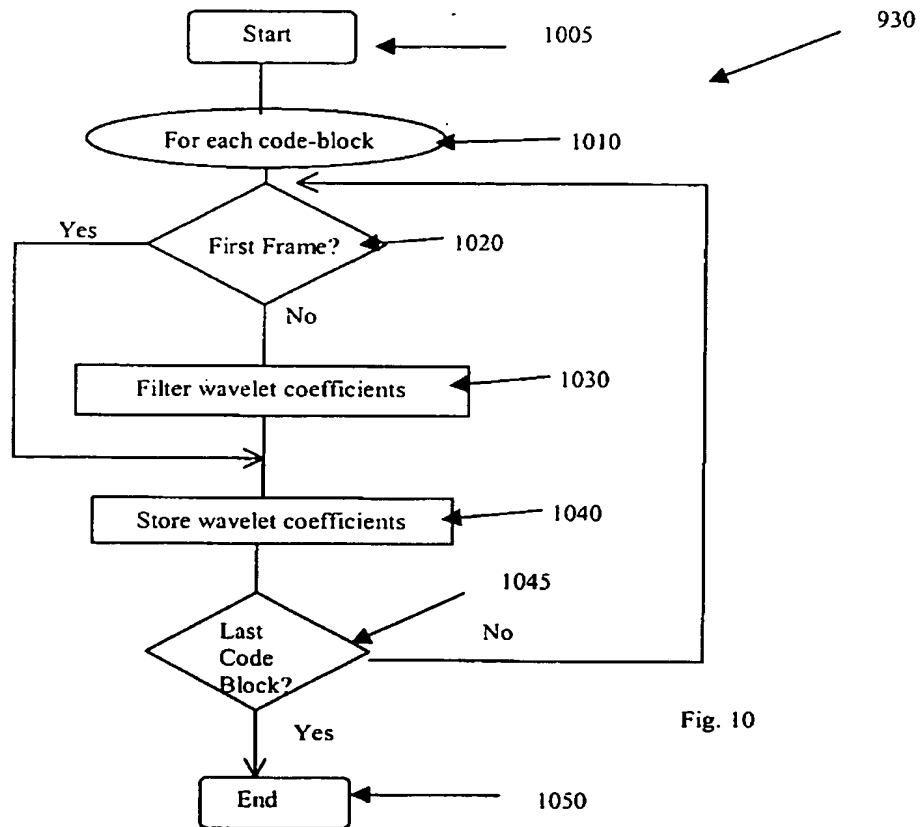 Start
1005
930
For each code-block
1010
Yes
First Frame?
1020
No
Filter wavelet coefficients
1030
Store wavelet coefficients
1040
1045
Last
Code
Block?
No
Fig. 10
Yes
End
1050